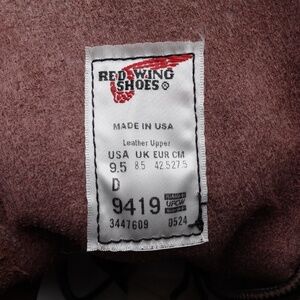 RED WING
SHOES®
MADE IN USA
Leather Upper
USA UK EUR CM
9.5 8.5 42.5 27.5
D
9419
UFCW
3447609 0524